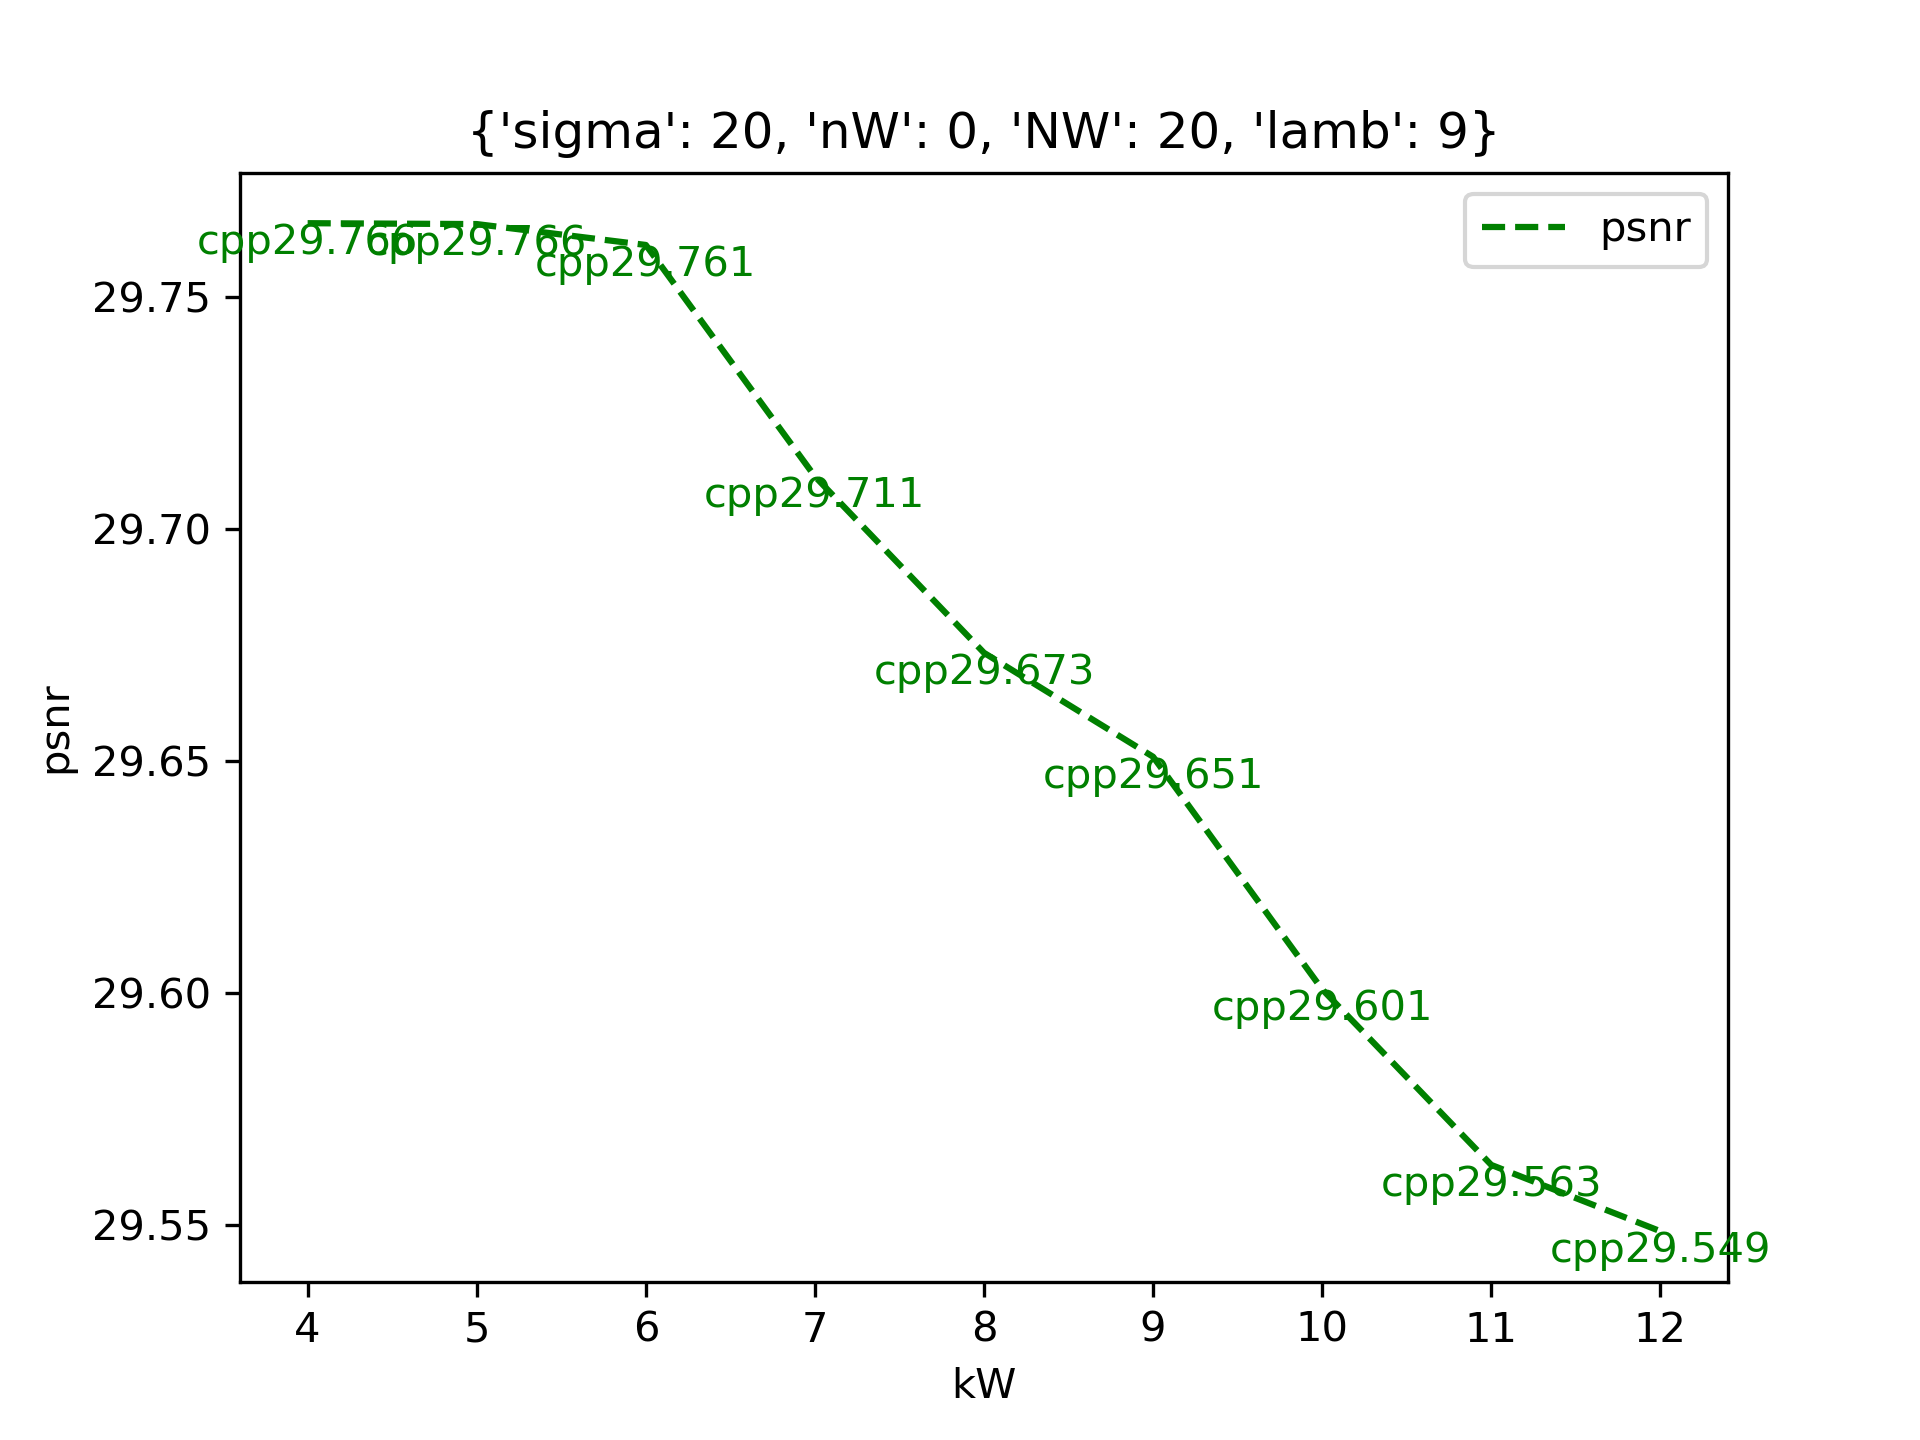 {'sigma': 20, 'nW': 0, 'NW': 20, 'lamb': 9}
psnr
cpp29.766
cpp29.766
cpp29.761
cpp29.711
cpp29.673
cpp29.651
cpp29.601
cpp29.563
cpp29.549
29.75
29.70
29.65
29.60
29.55
psnr
4 5 6 7 8 9 10 11 12
kW